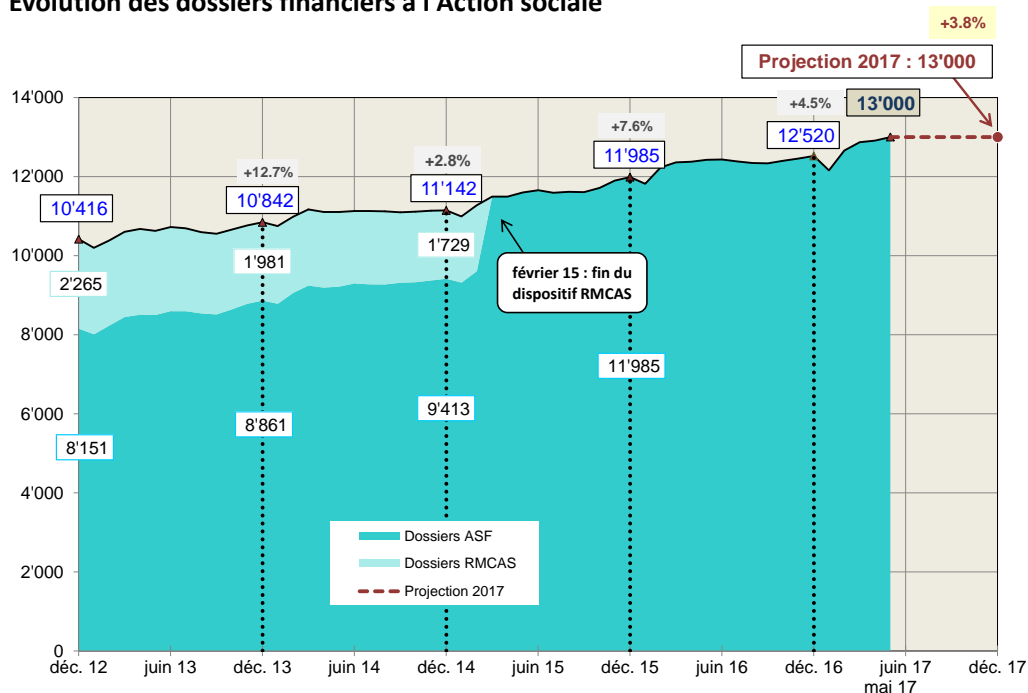 Evolution des dossiers financiers à l'Action sociale
+3.8%
Projection 2017 : 13'000
14'000
12'000
10'000
8'000
6'000
4'000
2'000
0
10'416
2'265
8'151
+12.7%
10'842
1'981
8'861
+2.8%
11'142
1'729
9'413
février 15 : fin du
dispositif RMCAS
+7.6%
11'985
11'985
+4.5%
12'520
13'000
Dossiers ASF
Dossiers RMCAS
Projection 2017
déc. 12
juin 13
déc. 13
juin 14
déc. 14
juin 15
déc. 15
juin 16
déc. 16
juin 17
déc. 17
mai 17